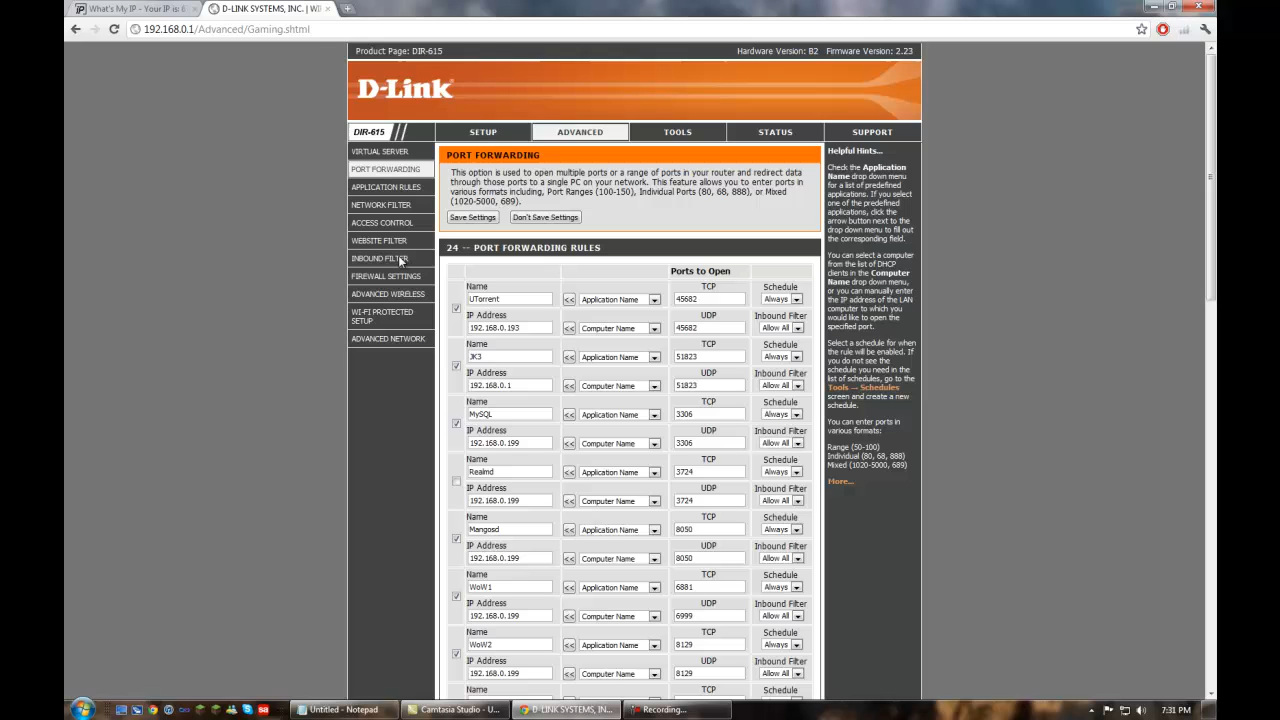 What's My IP - Your IP is: 6
D-LINK SYSTEMS, INC. | WI
192.168.0.1/Advanced/Gaming.shtml
Product Page: DIR-615
Hardware Version: B2 Firmware Version: 2.23
D-Link
DIR-615
SETUP
ADVANCED
TOOLS
STATUS
SUPPORT
VIRTUAL SERVER
PORT FORWARDING
APPLICATION RULES
NETWORK FILTER
ACCESS CONTROL
WEBSITE FILTER
INBOUND FILTER
FIREWALL SETTINGS
ADVANCED WIRELESS
WI-FI PROTECTED
SETUP
ADVANCED NETWORK
PORT FORWARDING
This option is used to open multiple ports or a range of ports in your router and redirect data
through those ports to a single PC on your network. This feature allows you to enter ports in
various formats including, Port Ranges (100-150), Individual Ports (80, 68, 888), or Mixed
(1020-5000, 689).
Save Settings Don't Save Settings
24 -- PORT FORWARDING RULES
Ports to Open
Name TCP Schedule
UTorrent << Application Name 45682 Always
IP Address UDP Inbound Filter
192.168.0.193 << Computer Name 45682 Allow All
Name TCP Schedule
JK3 << Application Name 51823 Always
IP Address UDP Inbound Filter
192.168.0.1 << Computer Name 51823 Allow All
Name TCP Schedule
MySQL << Application Name 3306 Always
IP Address UDP Inbound Filter
192.168.0.199 << Computer Name 3306 Allow All
Name TCP Schedule
Realmd << Application Name 3724 Always
IP Address UDP Inbound Filter
192.168.0.199 << Computer Name 3724 Allow All
Name TCP Schedule
Mangosd << Application Name 8050 Always
IP Address UDP Inbound Filter
192.168.0.199 << Computer Name 8050 Allow All
Name TCP Schedule
WoW1 << Application Name 6881 Always
IP Address UDP Inbound Filter
192.168.0.199 << Computer Name 6999 Allow All
Name TCP Schedule
WoW2 << Application Name 8129 Always
IP Address UDP Inbound Filter
192.168.0.199 << Computer Name 8129 Allow All
Name TCP Schedule
Helpful Hints...
Check the Application
Name drop down menu
for a list of predefined
applications. If you select
one of the predefined
applications, click the
arrow button next to the
drop down menu to fill out
the corresponding field.
You can select a computer
from the list of DHCP
clients in the Computer
Name drop down menu,
or you can manually enter
the IP address of the LAN
computer to which you
would like to open the
specified port.
Select a schedule for when
the rule will be enabled. If
you do not see the
schedule you need in the
list of schedules, go to the
Tools -- Schedules
screen and create a new
schedule.
You can enter ports in
various formats:
Range (50-100)
Individual (80, 68, 888)
Mixed (1020-5000, 689)
More...
Untitled - Notepad
Camtasia Studio - U...
D-LINK SYSTEMS, IN...
Recording...
7:31 PM